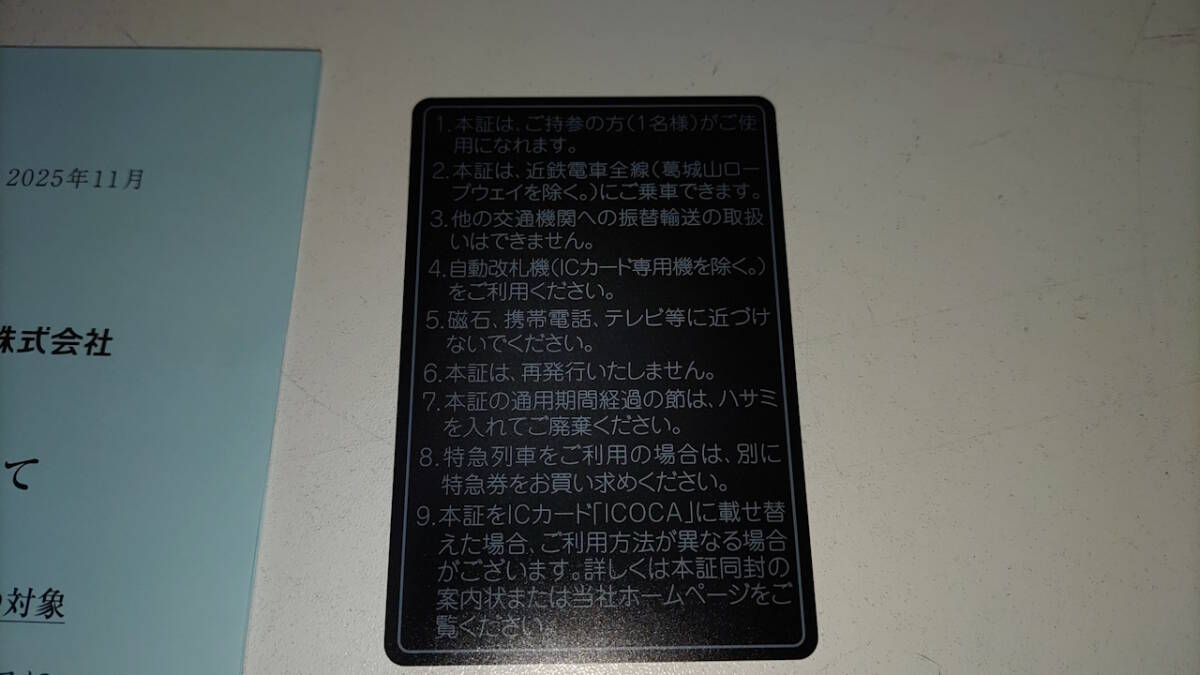 2025年11月
株式会社
て
対象
1.本証は、ご持参の方(1名様)がご使
用になれます。
2.本証は、近鉄電車全線(葛城山ロー
プウェイを除く。)にご乗車できます。
3.他の交通機関への振替輸送の取扱
いはできません。
4.自動改札機(ICカード専用機を除く。)
をご利用ください。
5.磁石、携帯電話、テレビ等に近づけ
ないでください。
6.本証は、再発行いたしません。
7.本証の通用期間経過の節は、ハサミ
を入れてご廃棄ください。
8.特急列車をご利用の場合は、別に
特急券をお買い求めください。
9.本証をICカード「ICOCA」に載せ替
えた場合、ご利用方法が異なる場合
がございます。詳しくは本証同封の
案内状または当社ホームページをご
覧ください。